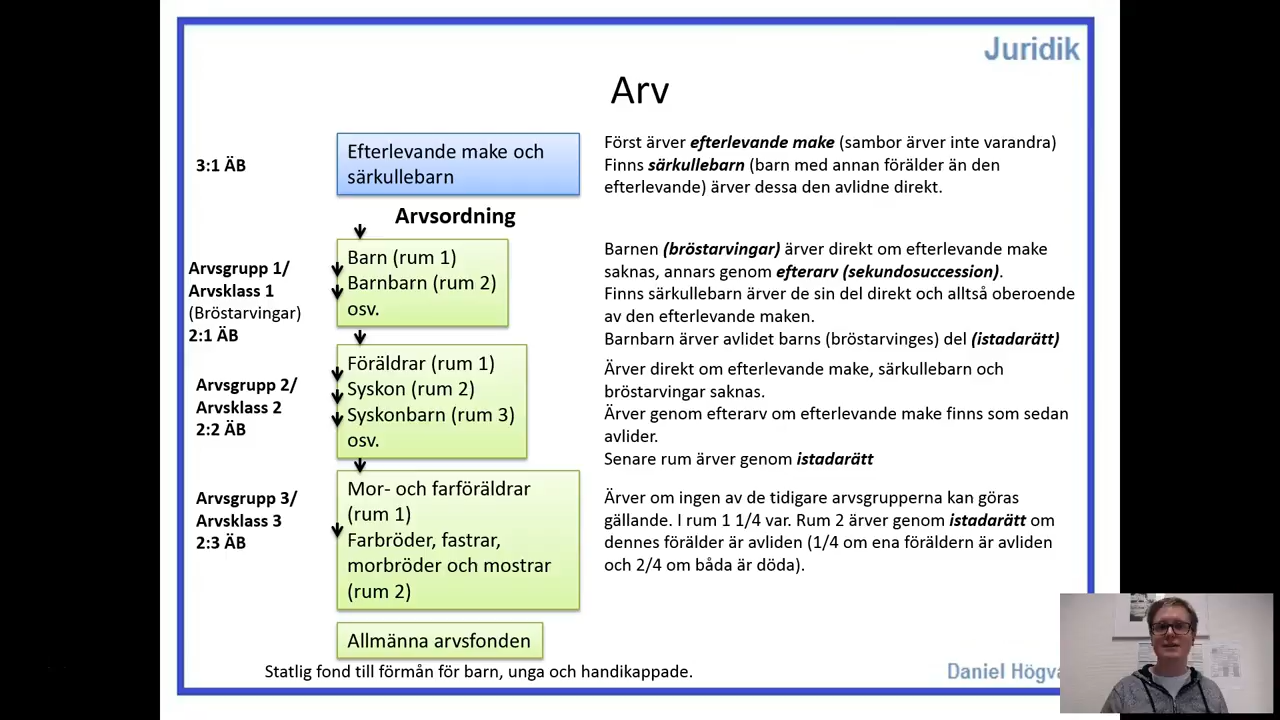 Juridik
Arv
3:1 ÄB
Efterlevande make och
särkullebarn
Först ärver efterlevande make (sambor ärver inte varandra)
Finns särkullebarn (barn med annan förälder än den
efterlevande) ärver dessa den avlidne direkt.
Arvsordning
Arvsgrupp 1/
Arvsklass 1
(Bröstarvingar)
2:1 ÄB
Barn (rum 1)
Barnbarn (rum 2)
osv.
Barnen (bröstarvingar) ärver direkt om efterlevande make
saknas, annars genom efterarv (sekundosuccession).
Finns särkullebarn ärver de sin del direkt och alltså oberoende
av den efterlevande maken.
Barnbarn ärver avlidet barns (bröstarvinges) del (istadarätt)
Arvsgrupp 2/
Arvsklass 2
2:2 ÄB
Föräldrar (rum 1)
Syskon (rum 2)
Syskonbarn (rum 3)
osv.
Ärver direkt om efterlevande make, särkullebarn och
bröstarvingar saknas.
Ärver genom efterarv om efterlevande make finns som sedan
avlider.
Senare rum ärver genom istadarätt
Arvsgrupp 3/
Arvsklass 3
2:3 ÄB
Mor- och farföräldrar
(rum 1)
Farbröder, fastrar,
morbröder och mostrar
(rum 2)
Ärver om ingen av de tidigare arvsgrupperna kan göras
gällande. I rum 1 1/4 var. Rum 2 ärver genom istadarätt om
dennes förälder är avliden (1/4 om ena föräldern är avliden
och 2/4 om båda är döda).
Allmänna arvsfonden
Statlig fond till förmån för barn, unga och handikappade.
Daniel